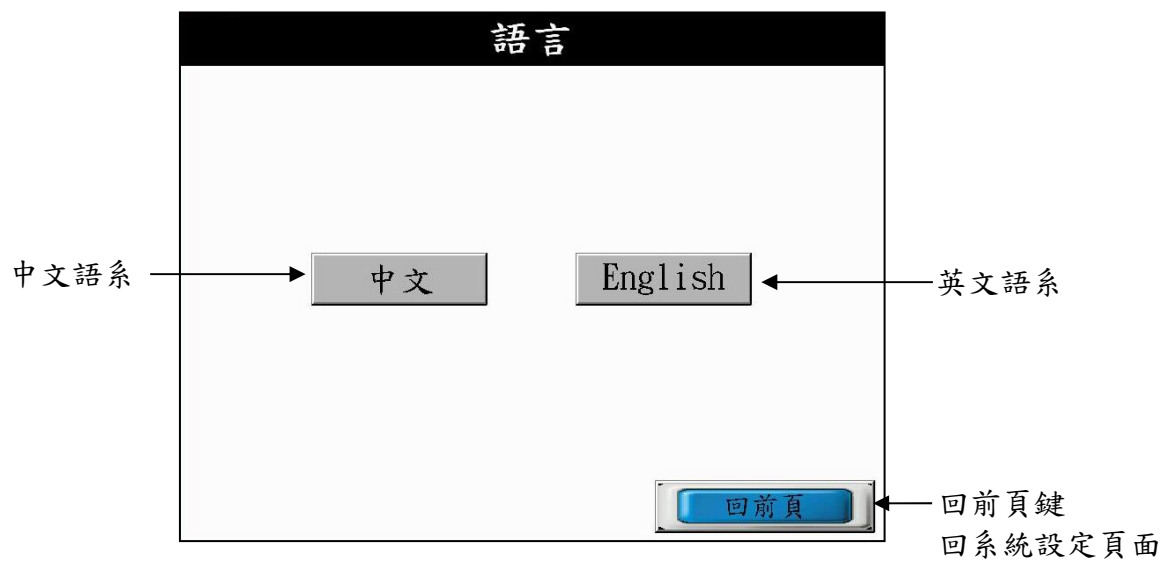 語言
中文語系
中文
English
英文語系
回前頁
回前頁鍵
回系統設定頁面